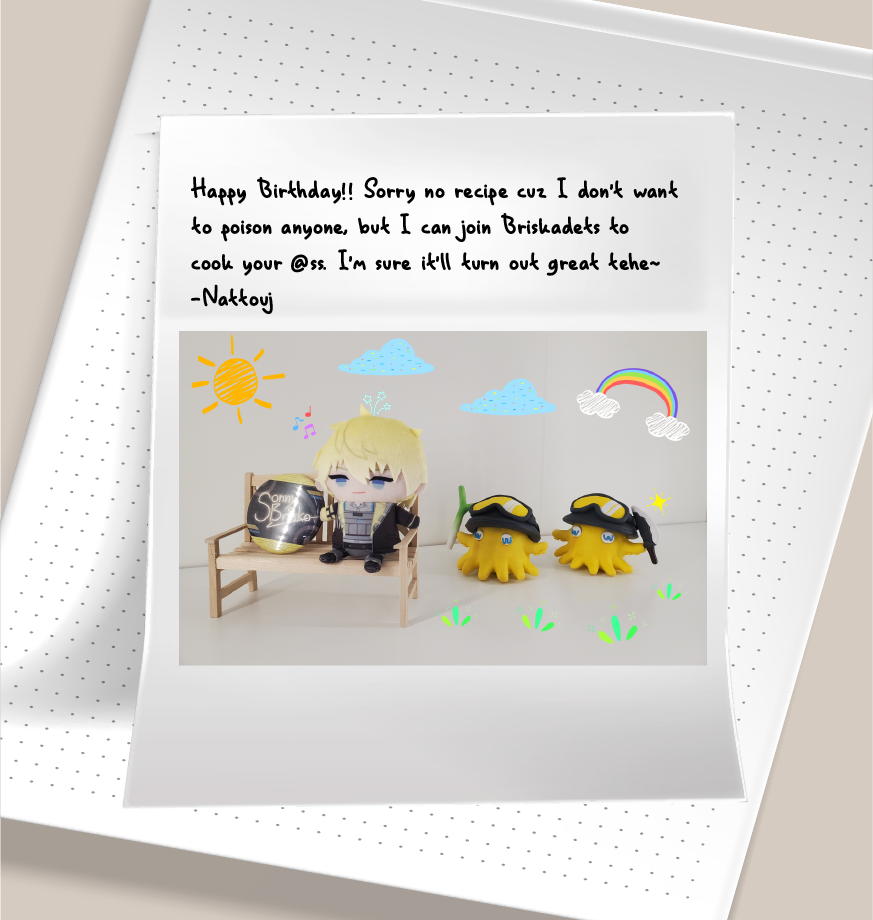 Happy Birthday!! Sorry no recipe cuz I don't want
to poison anyone, but I can join Briskadets to
cook your @ss. I'm sure it'll turn out great tehe~
-Nattouj
Sonny
Brisko